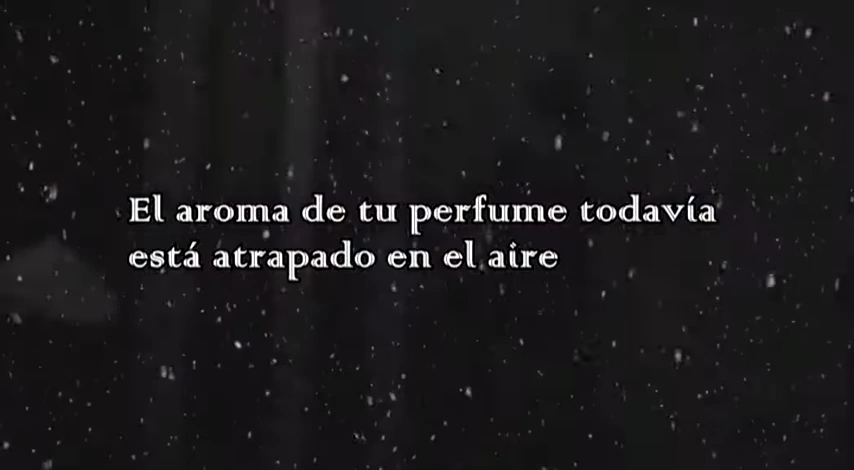 El aroma de tu perfume todavía
está atrapado en el aire